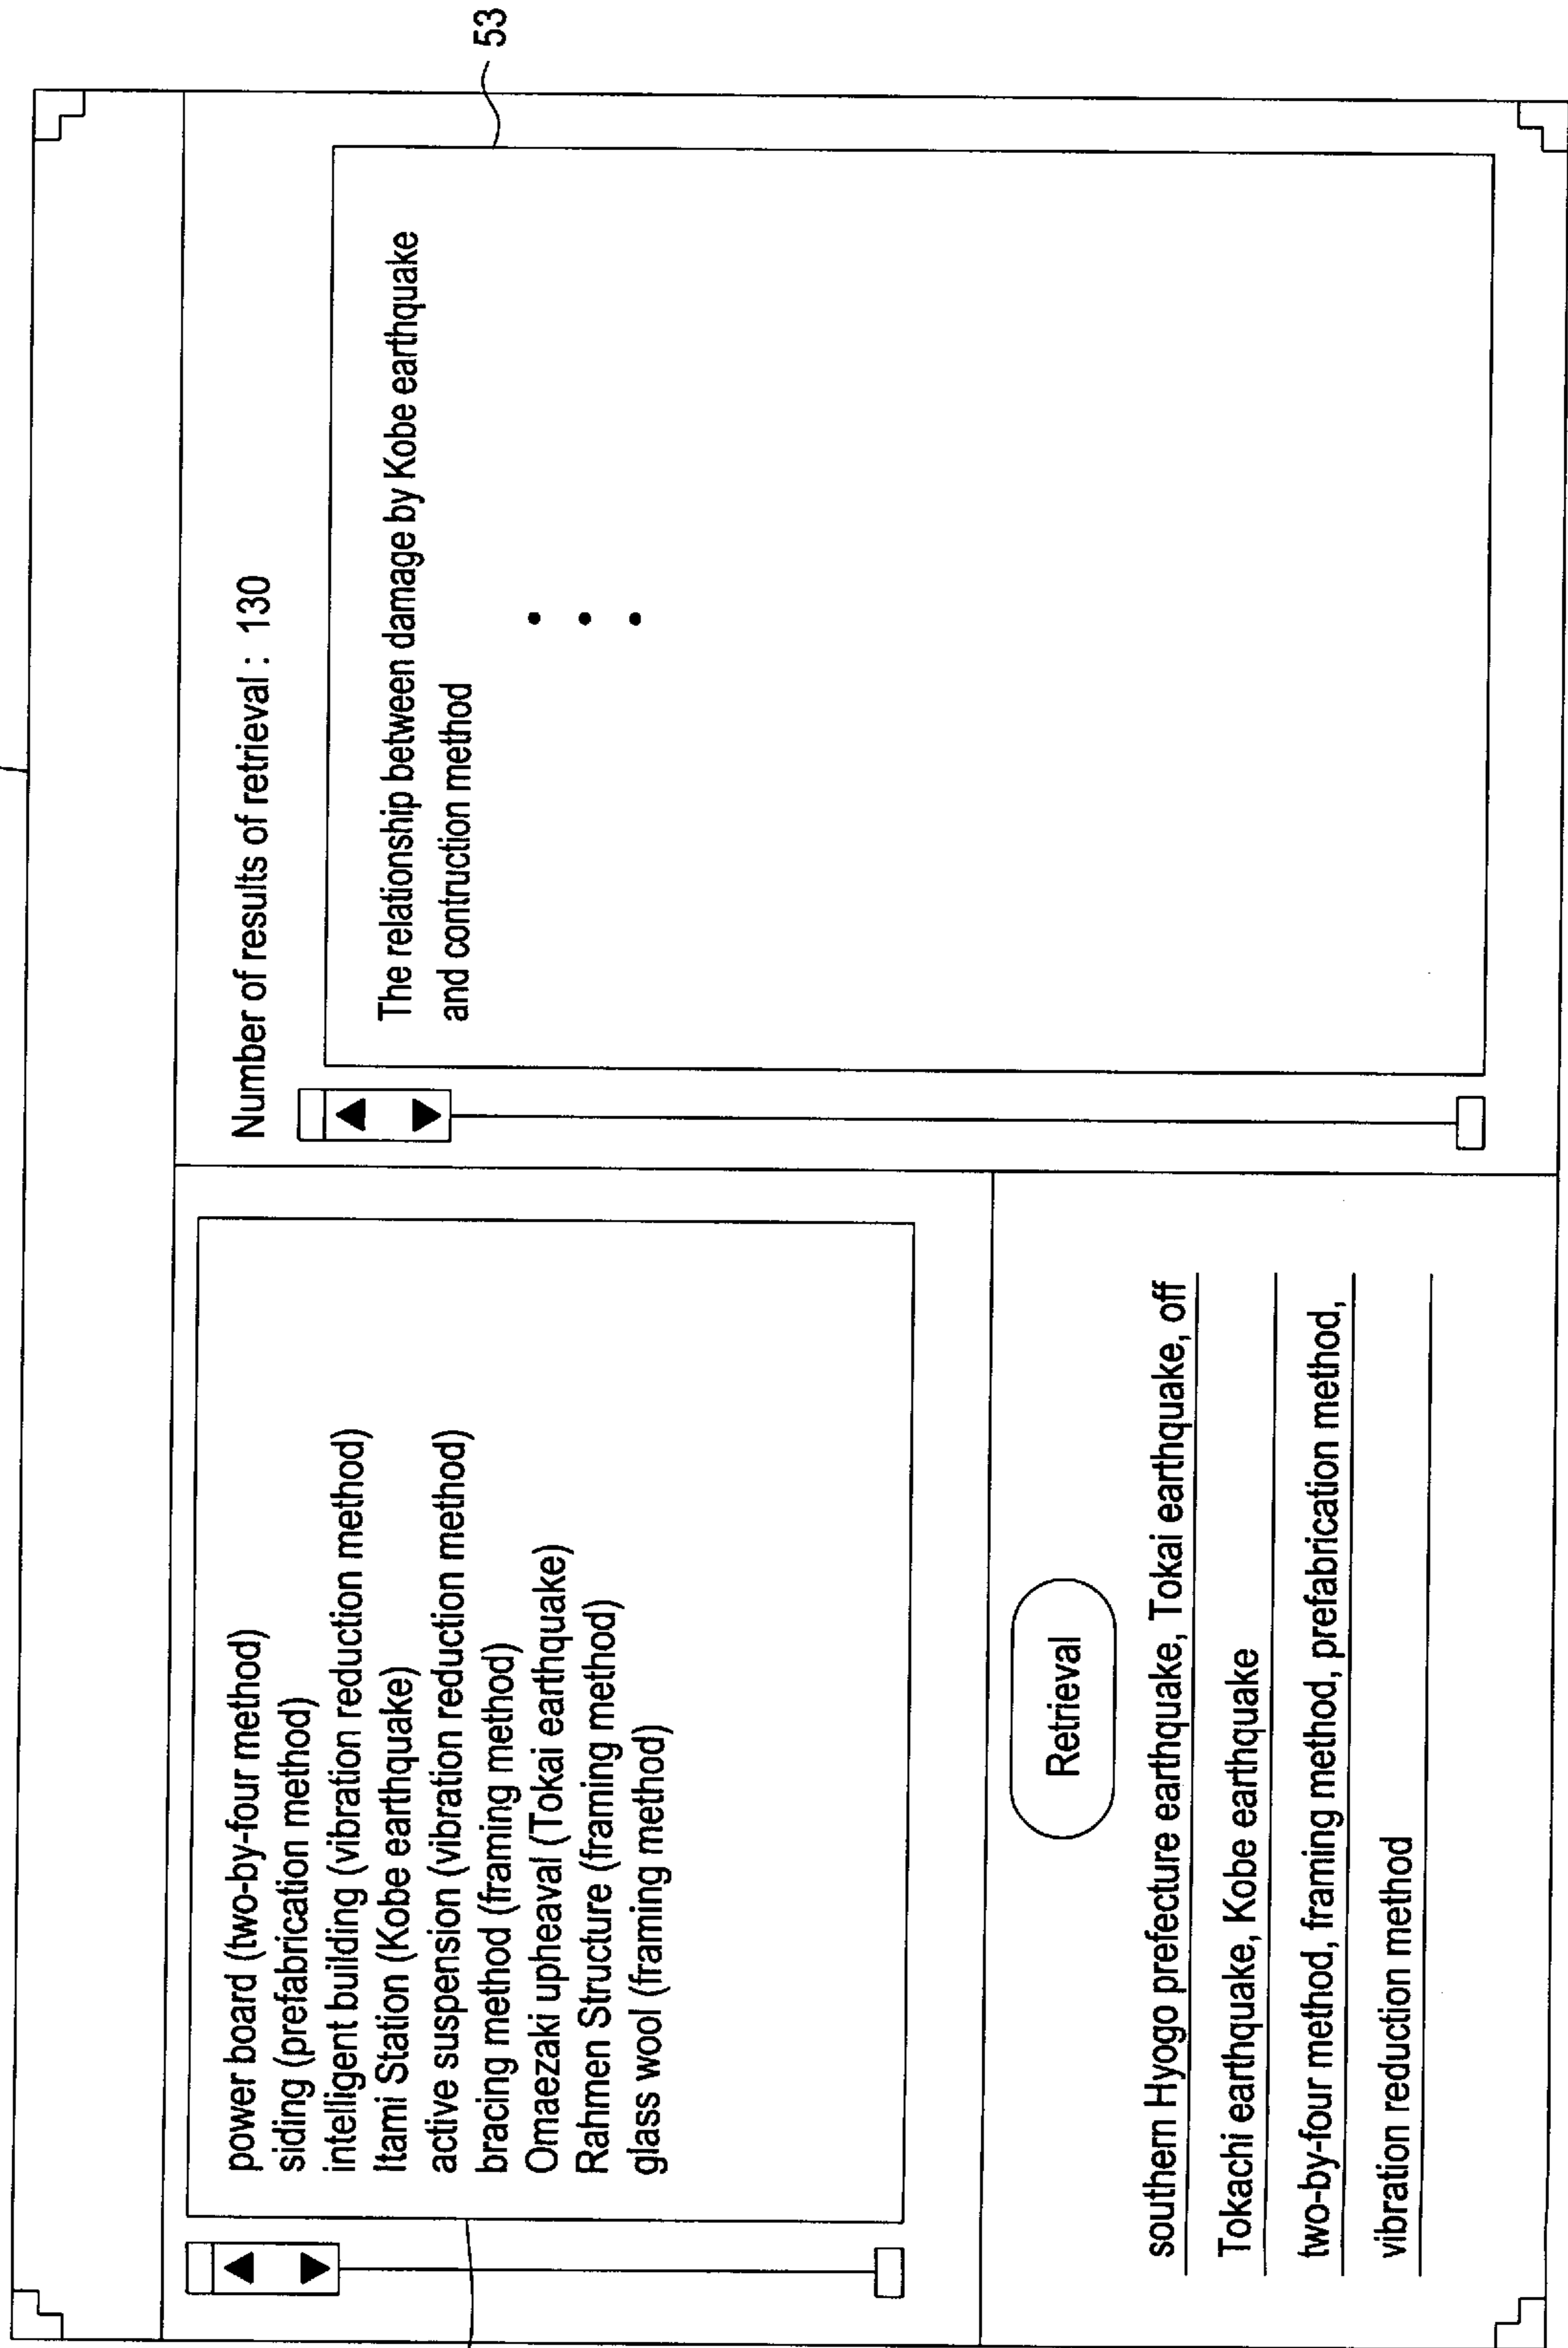 power board (two-by-four method)
siding (prefabrication method)
intelligent building (vibration reduction method)
Itami Station (Kobe earthquake)
active suspension (vibration reduction method)
bracing method (framing method)
Omaezaki upheaval (Tokai earthquake)
Rahmen Structure (framing method)
glass wool (framing method)
Retrieval
southern Hyogo prefecture earthquake, Tokai earthquake, off
Tokachi earthquake, Kobe earthquake
two-by-four method, framing method, prefabrication method,
vibration reduction method
Number of results of retrieval : 130
The relationship between damage by Kobe earthquake
and contruction method
53